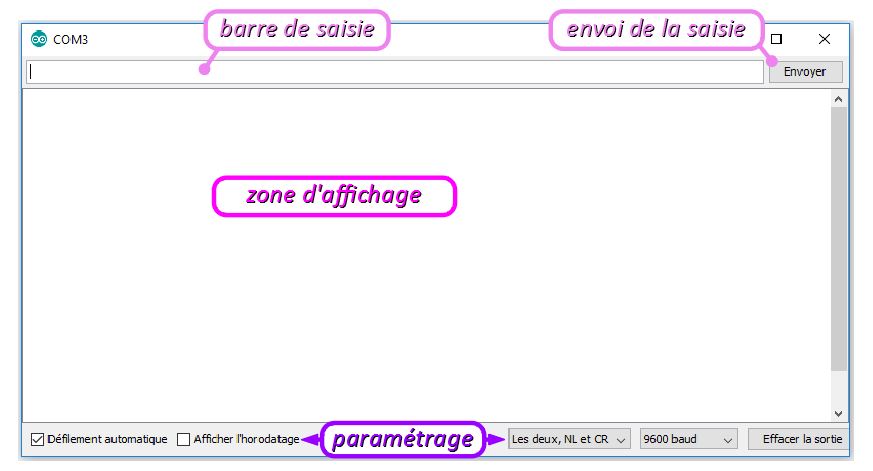 COM3
barre de saisie
envoi de la saisie
Envoyer
zone d'affichage
Défilement automatique
Afficher l'horodatage
paramétrage
Les deux, NL et CR
9600 baud
Effacer la sortie